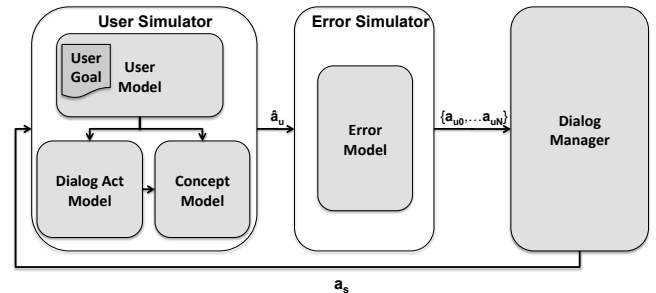 User Simulator
User
Goal
User
Model
Dialog Act
Model
Concept
Model
âu
Error Simulator
Error
Model
{au0,...auN}
Dialog
Manager
as